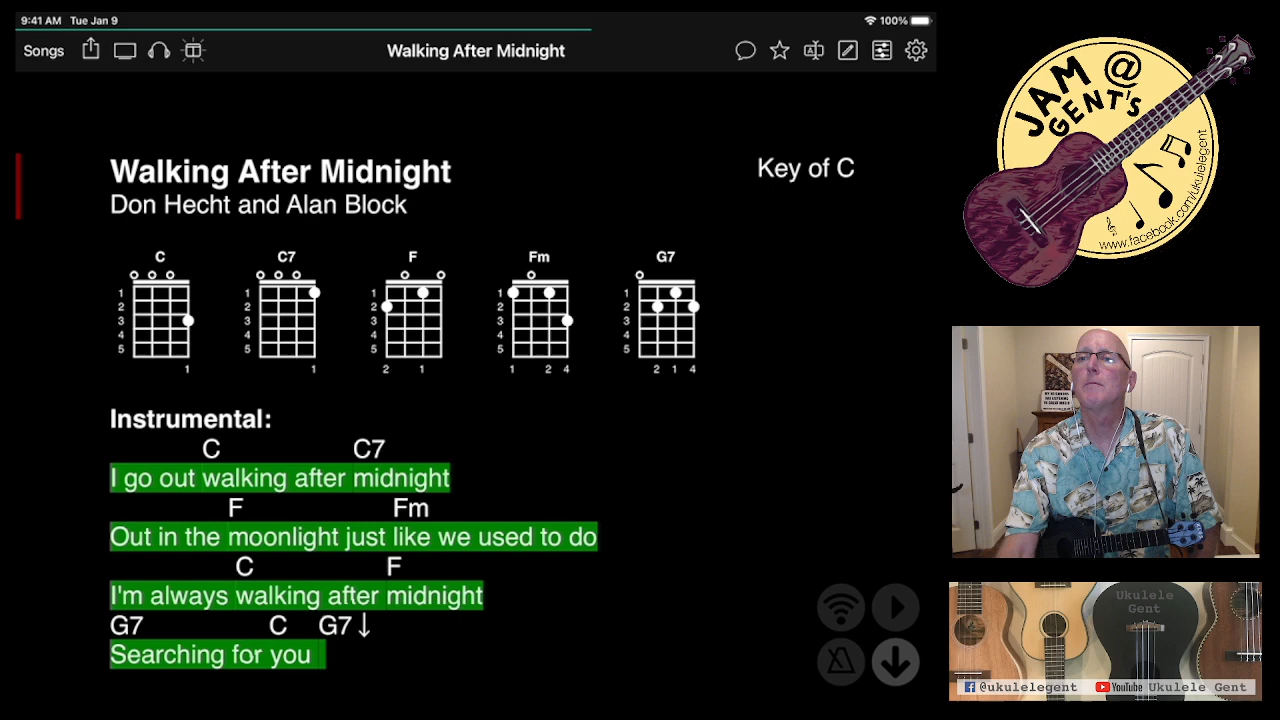 9:41 AM Tue Jan 9
100%
Songs
Walking After Midnight
Walking After Midnight
Key of C
Don Hecht and Alan Block
C C7 F Fm G7
1 1 1 1 1
2 2 2 2 2
3 3 3 3 3
4 4 4 4 4
5 5 5 5 5
1 1 2 1 1 2 4 2 1 4
Instrumental:
C C7
I go out walking after midnight
F Fm
Out in the moonlight just like we used to do
C F
I'm always walking after midnight
G7 C G7↓
Searching for you
JAM @
GENT'S
www.facebook.com/ukulelegent
Ukulele
Gent
@ukulelegent YouTube Ukulele Gent